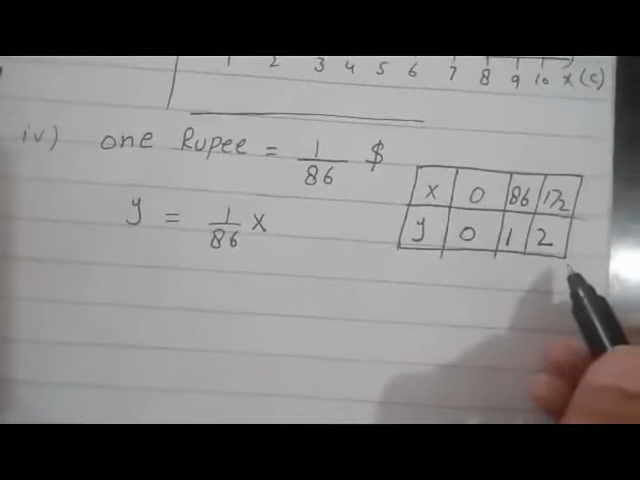 1 2 3 4 5 6 7 8 9 10 x(c)
iv) one Rupee = 1/86 $
y = 1/86 x
x 0 86 172
y 0 1 2